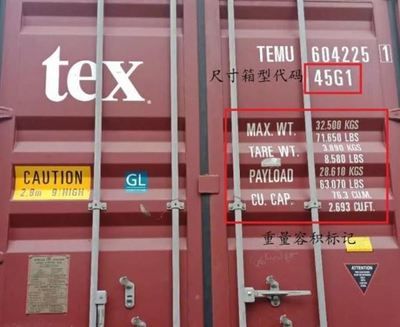 tex
TEMU 604225 1
尺寸箱型代码 45G1
MAX. WT. 32.500 KGS
71.650 LBS
TARE WT. 3.890 KGS
8.580 LBS
PAYLOAD 28.610 KGS
63.070 LBS
CU. CAP. 76.3 CU.M
2.693 CU.FT.
重量容积标记
CAUTION
HIGH
GL
ATTENTION